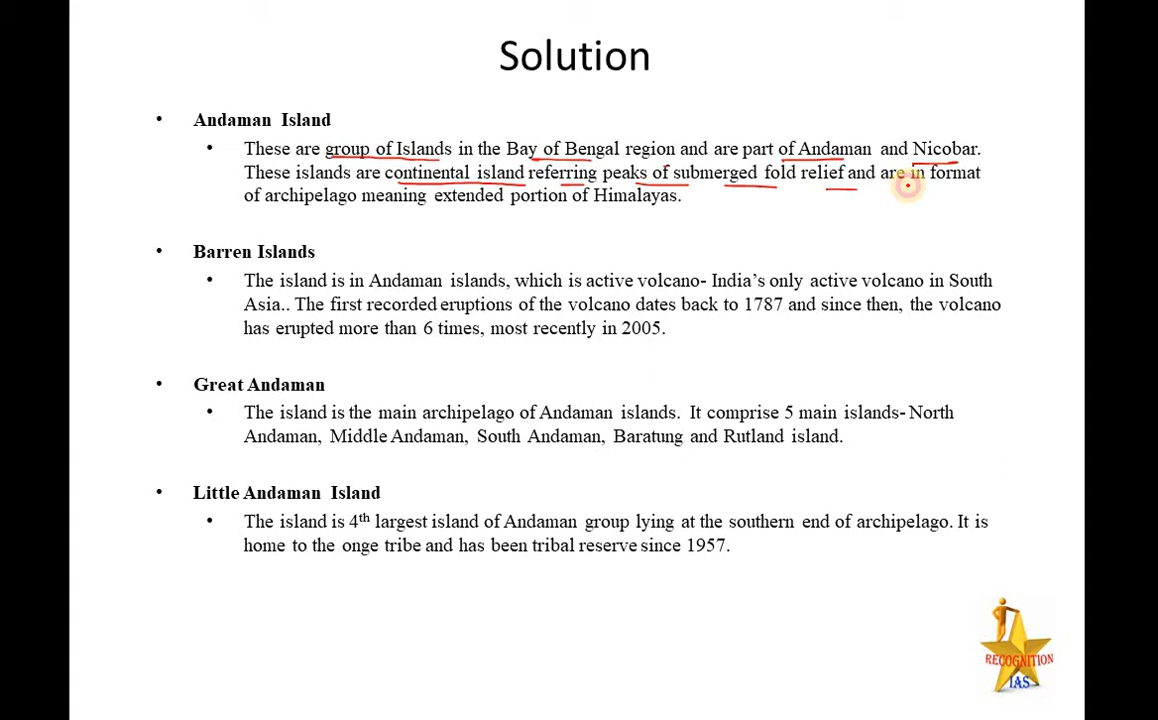 Solution
• Andaman Island
• These are group of Islands in the Bay of Bengal region and are part of Andaman and Nicobar.
These islands are continental island referring peaks of submerged fold relief and are in format
of archipelago meaning extended portion of Himalayas.
• Barren Islands
• The island is in Andaman islands, which is active volcano- India's only active volcano in South
Asia.. The first recorded eruptions of the volcano dates back to 1787 and since then, the volcano
has erupted more than 6 times, most recently in 2005.
• Great Andaman
• The island is the main archipelago of Andaman islands. It comprise 5 main islands- North
Andaman, Middle Andaman, South Andaman, Baratung and Rutland island.
• Little Andaman Island
• The island is 4th largest island of Andaman group lying at the southern end of archipelago. It is
home to the onge tribe and has been tribal reserve since 1957.
RECOGNITION
IAS